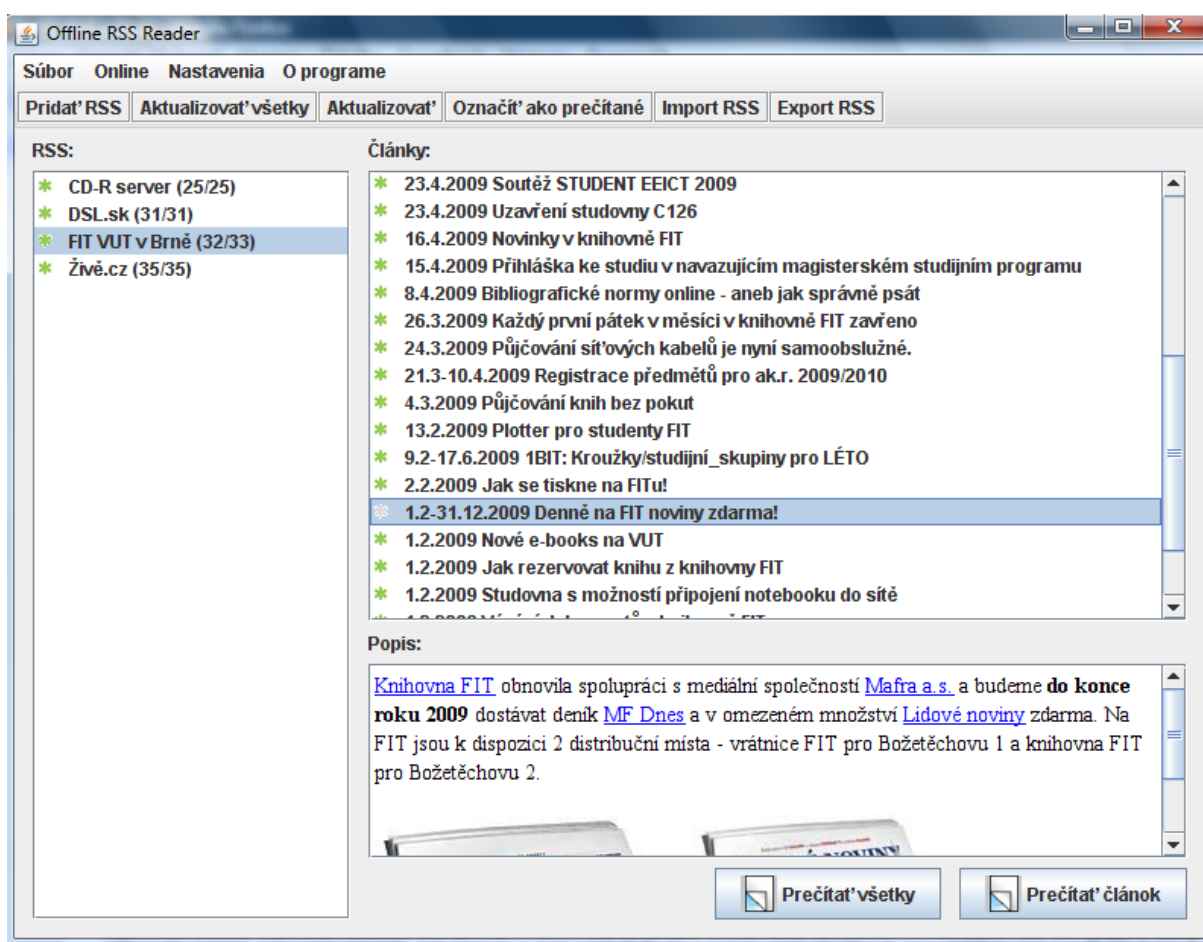 Offline RSS Reader
Súbor Online Nastavenia O programe
Pridať RSS Aktualizovať všetky Aktualizovať Označíť ako prečítané Import RSS Export RSS
RSS:
CD-R server (25/25)
DSL.sk (31/31)
FIT VUT v Brně (32/33)
Živě.cz (35/35)
Články:
23.4.2009 Soutěž STUDENT EEICT 2009
23.4.2009 Uzavření studovny C126
16.4.2009 Novinky v knihovně FIT
15.4.2009 Přihláška ke studiu v navazujícím magisterském studijním programu
8.4.2009 Bibliografické normy online - aneb jak správně psát
26.3.2009 Každý první pátek v měsíci v knihovně FIT zavřeno
24.3.2009 Půjčování síťových kabelů je nyní samoobslužné.
21.3-10.4.2009 Registrace předmětů pro ak.r. 2009/2010
4.3.2009 Půjčování knih bez pokut
13.2.2009 Plotter pro studenty FIT
9.2-17.6.2009 1BIT: Kroužky/studijní_skupiny pro LÉTO
2.2.2009 Jak se tiskne na FITu!
1.2-31.12.2009 Denně na FIT noviny zdarma!
1.2.2009 Nové e-books na VUT
1.2.2009 Jak rezervovat knihu z knihovny FIT
1.2.2009 Studovna s možností připojení notebooku do sítě
Popis:
Knihovna FIT obnovila spolupráci s mediální společností Mafra a.s. a budeme do konce
roku 2009 dostávat deník MF Dnes a v omezeném množství Lidové noviny zdarma. Na
FIT jsou k dispozici 2 distribuční místa - vrátnice FIT pro Božetěchovu 1 a knihovna FIT
pro Božetěchovu 2.
Prečítať všetky Prečítať článok